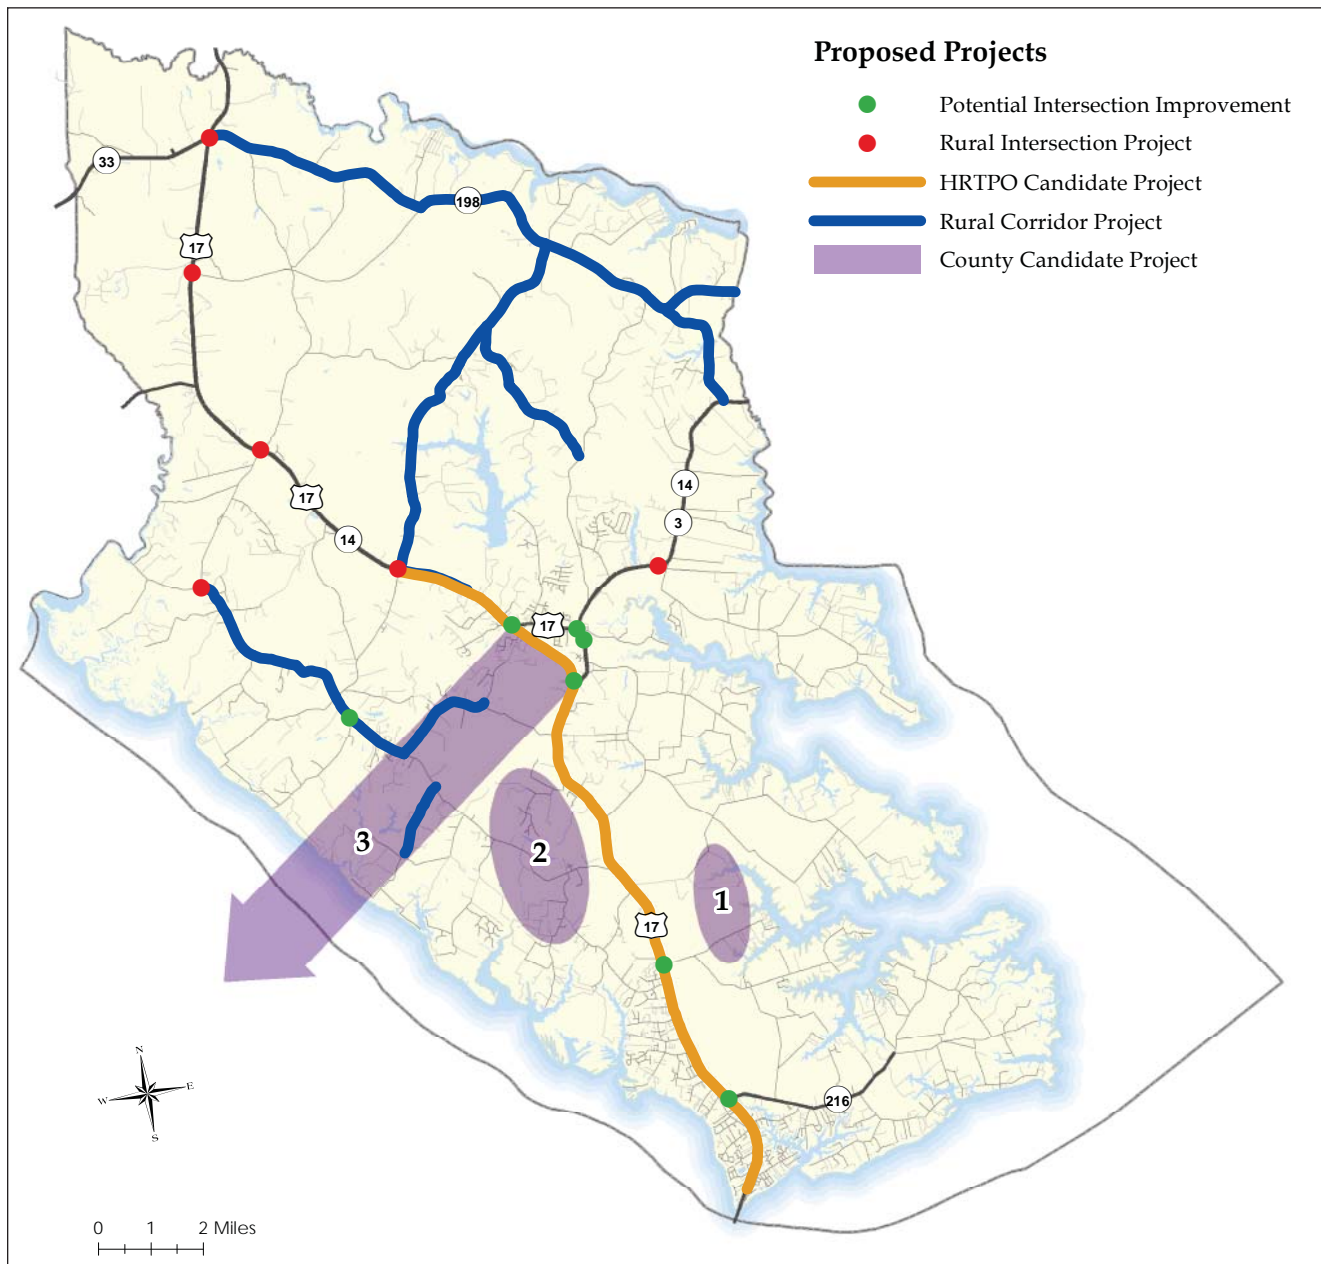 Proposed Projects
Potential Intersection Improvement
Rural Intersection Project
HRTPO Candidate Project
Rural Corridor Project
County Candidate Project
33
198
17
14
17
3
14
17
3
2
1
17
216
N
W E
S
0 1 2 Miles